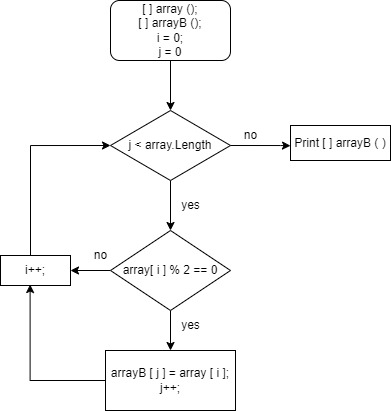 [ ] array ();
[ ] arrayB ();
i = 0;
j = 0
j < array.Length
no
Print [ ] arrayB ( )
yes
no
i++;
array[ i ] % 2 == 0
yes
arrayB [ j ] = array [ i ];
j++;